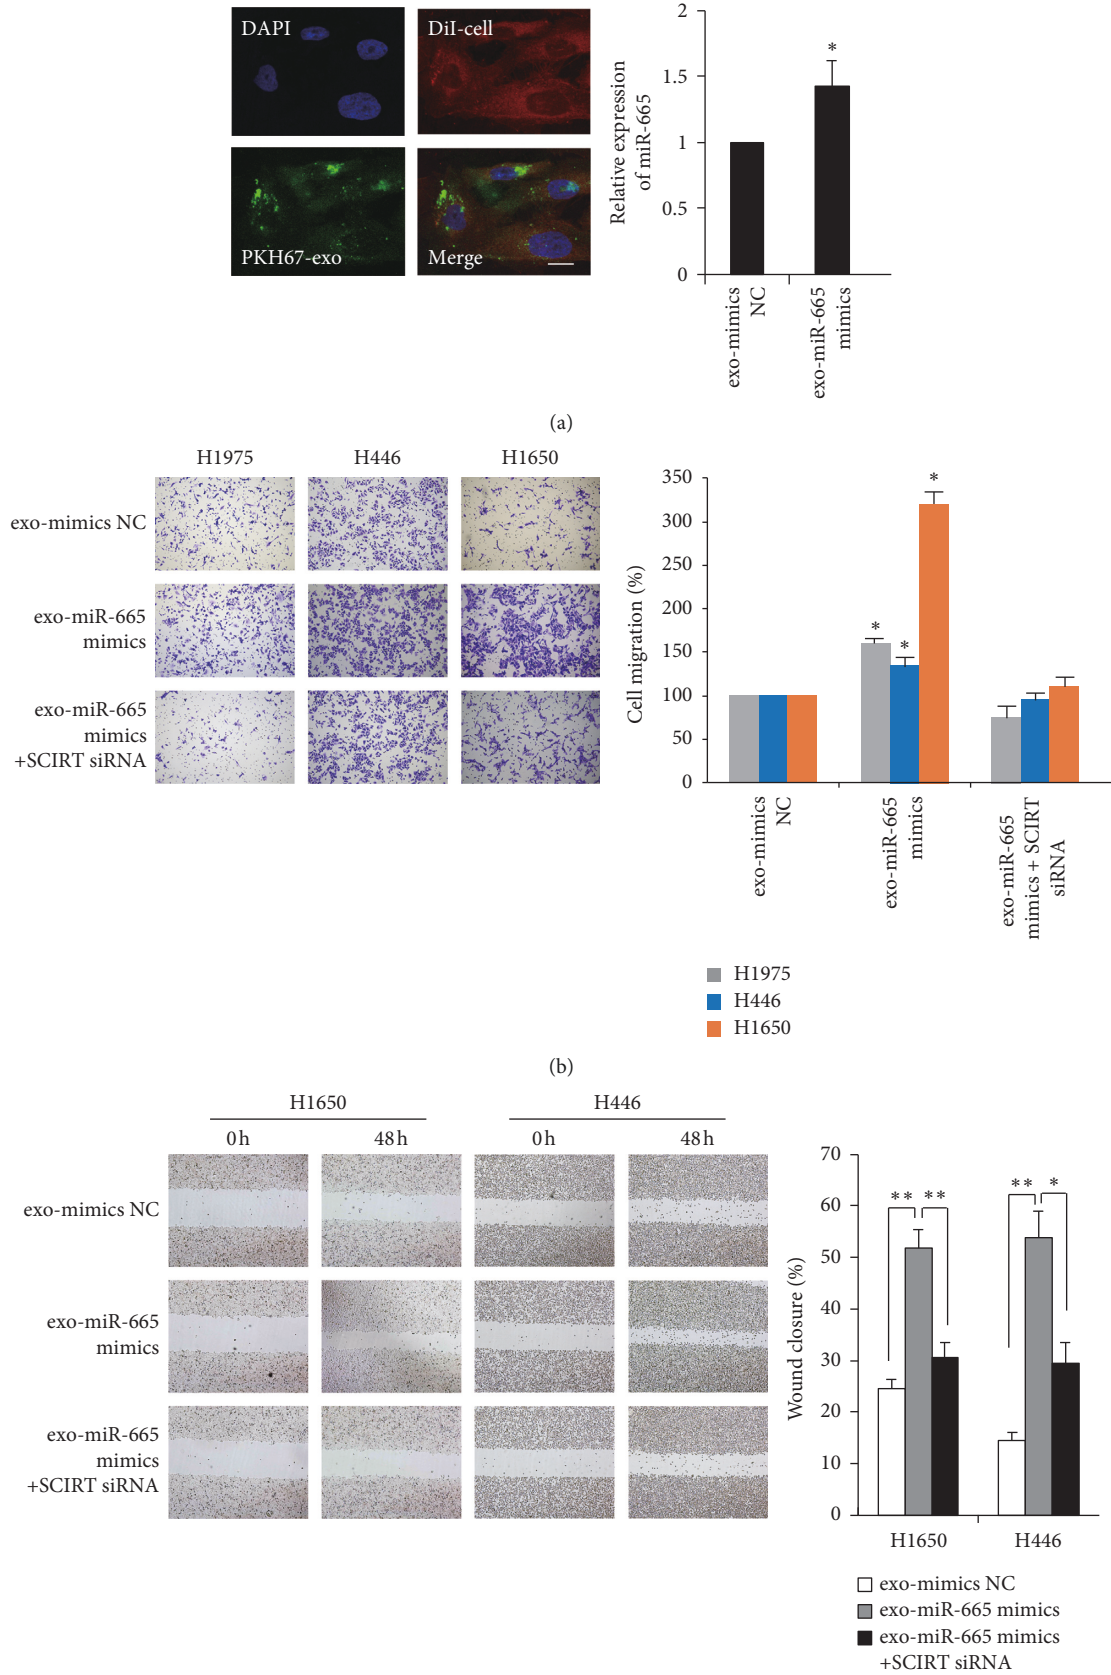 DAPI
DiI-cell
PKH67-exo
Merge
Relative expression
of miR-665
2
1.5
1
0.5
0
*
exo-mimics
NC
exo-miR-665
mimics
(a)
H1975
H446
H1650
exo-mimics NC
exo-miR-665
mimics
exo-miR-665
mimics
+SCIRT siRNA
Cell migration (%)
350
300
250
200
150
100
50
0
*
*
*
exo-mimics
NC
exo-miR-665
mimics
exo-miR-665
mimics + SCIRT
siRNA
H1975
H446
H1650
(b)
H1650
H446
0 h
48 h
0 h
48 h
exo-mimics NC
exo-miR-665
mimics
exo-miR-665
mimics
+SCIRT siRNA
Wound closure (%)
70
60
50
40
30
20
10
0
** **
** *
H1650
H446
exo-mimics NC
exo-miR-665 mimics
exo-miR-665 mimics
+SCIRT siRNA